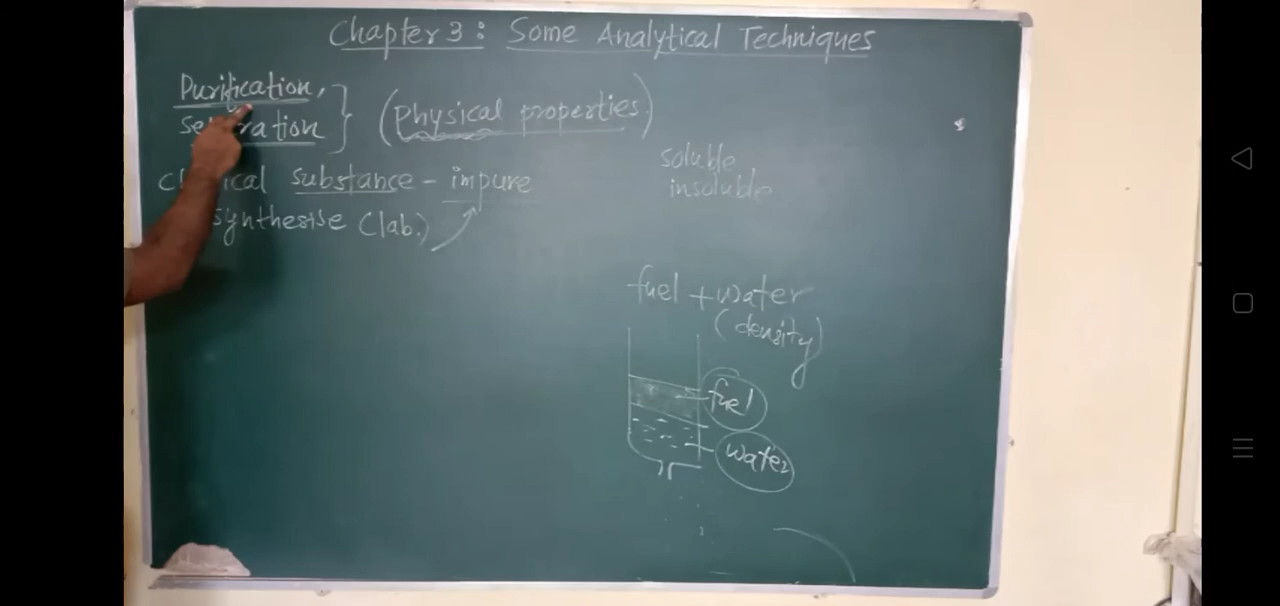 Chapter 3: Some Analytical Techniques
Purification,
ration
(Physical properties.)
substance - impure
synthesise (lab.)
soluble
insoluble
fuel + water
(density)
fuel
water